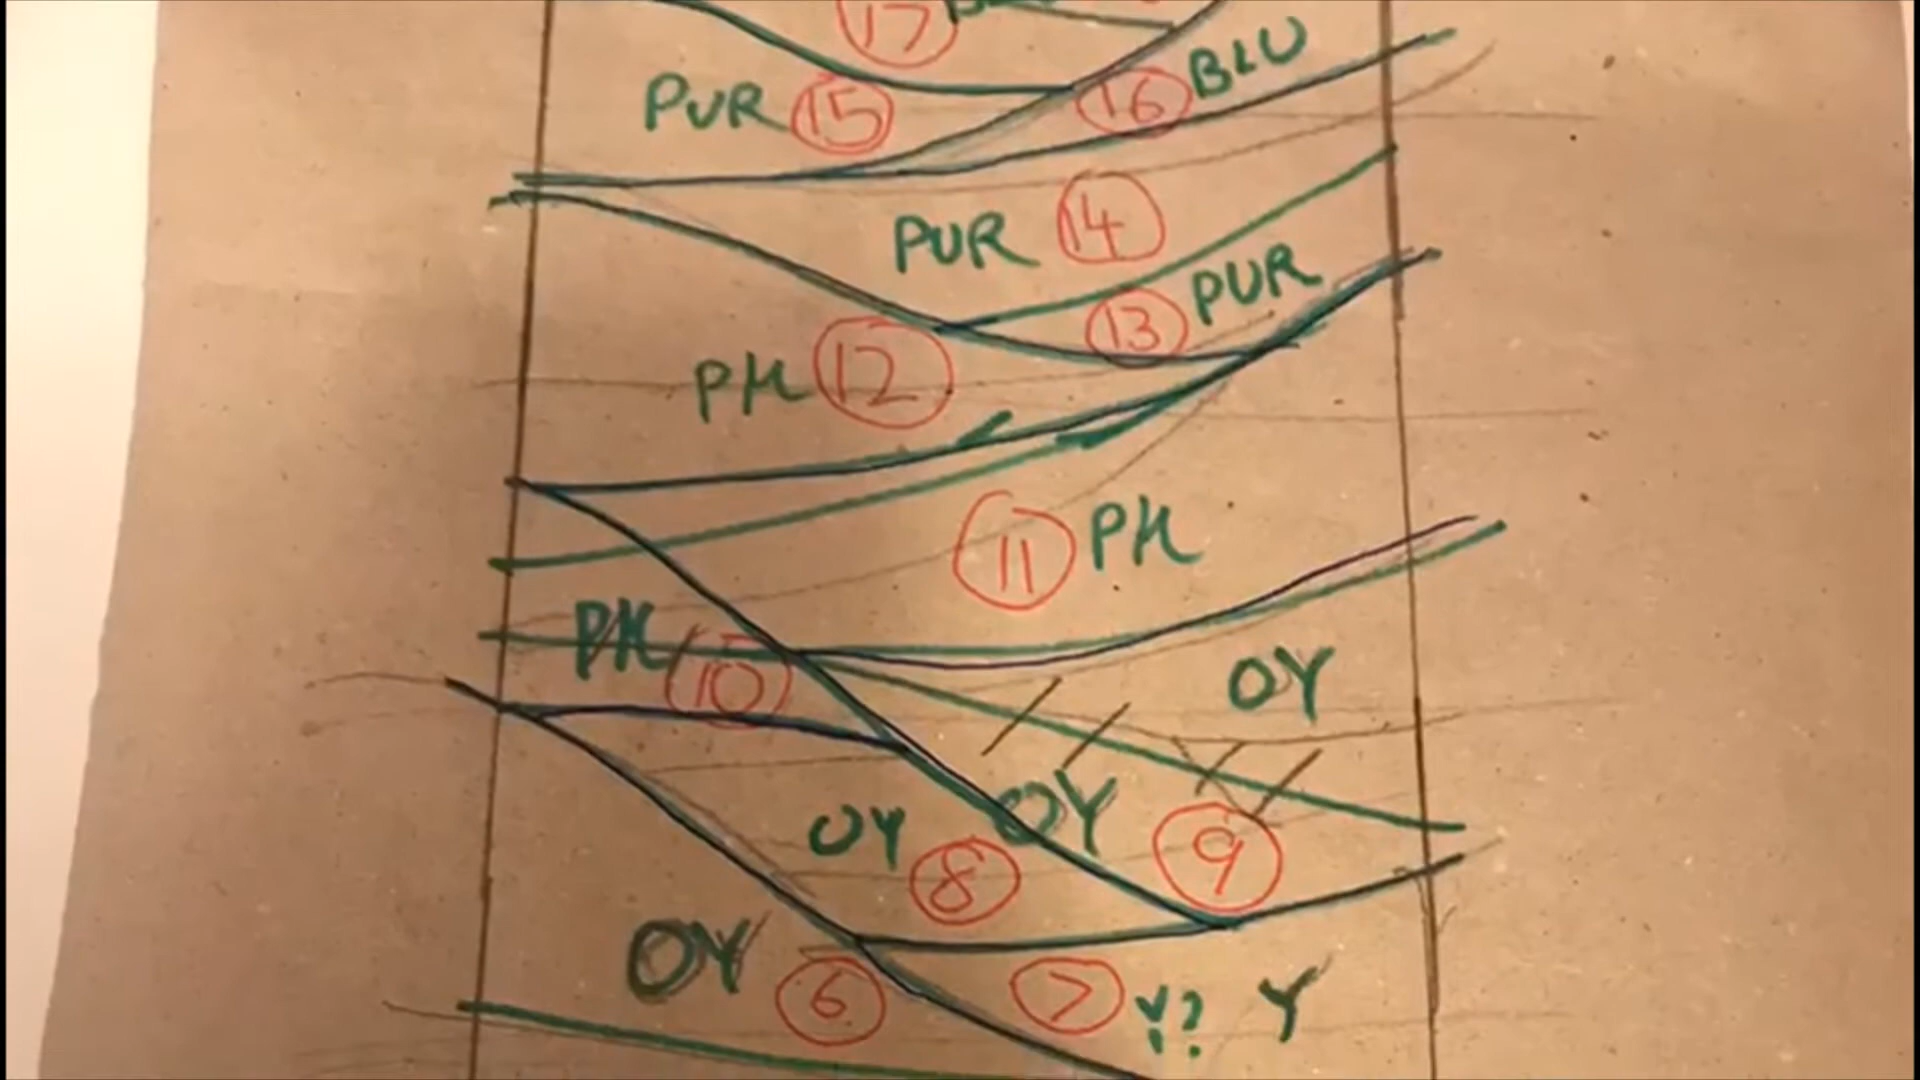 17
PUR 15
16 BLU
PUR 14
13 PUR
PK 12
11 PK
PK 10
OY
OY
OY 8
9
OY 6
7 Y? Y